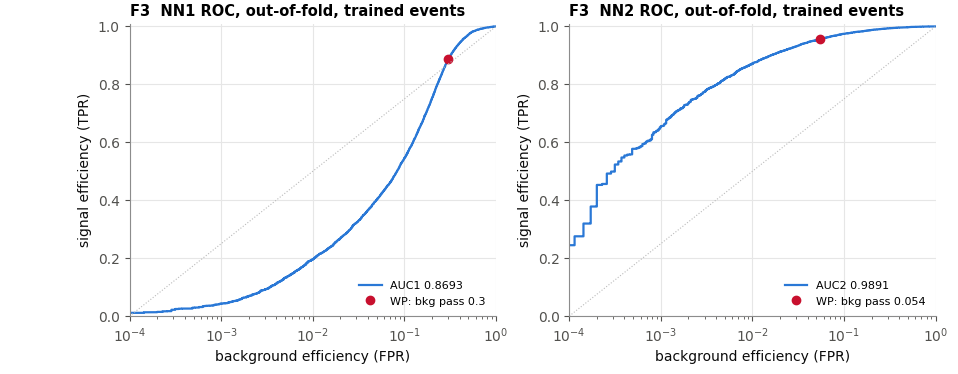 F3  NN1 ROC, out-of-fold, trained events
1.0
0.8
0.6
0.4
0.2
0.0
signal efficiency (TPR)
AUC1 0.8693
WP: bkg pass 0.3
10⁻⁴ 10⁻³ 10⁻² 10⁻¹ 10⁰
background efficiency (FPR)
F3  NN2 ROC, out-of-fold, trained events
1.0
0.8
0.6
0.4
0.2
0.0
signal efficiency (TPR)
AUC2 0.9891
WP: bkg pass 0.054
10⁻⁴ 10⁻³ 10⁻² 10⁻¹ 10⁰
background efficiency (FPR)